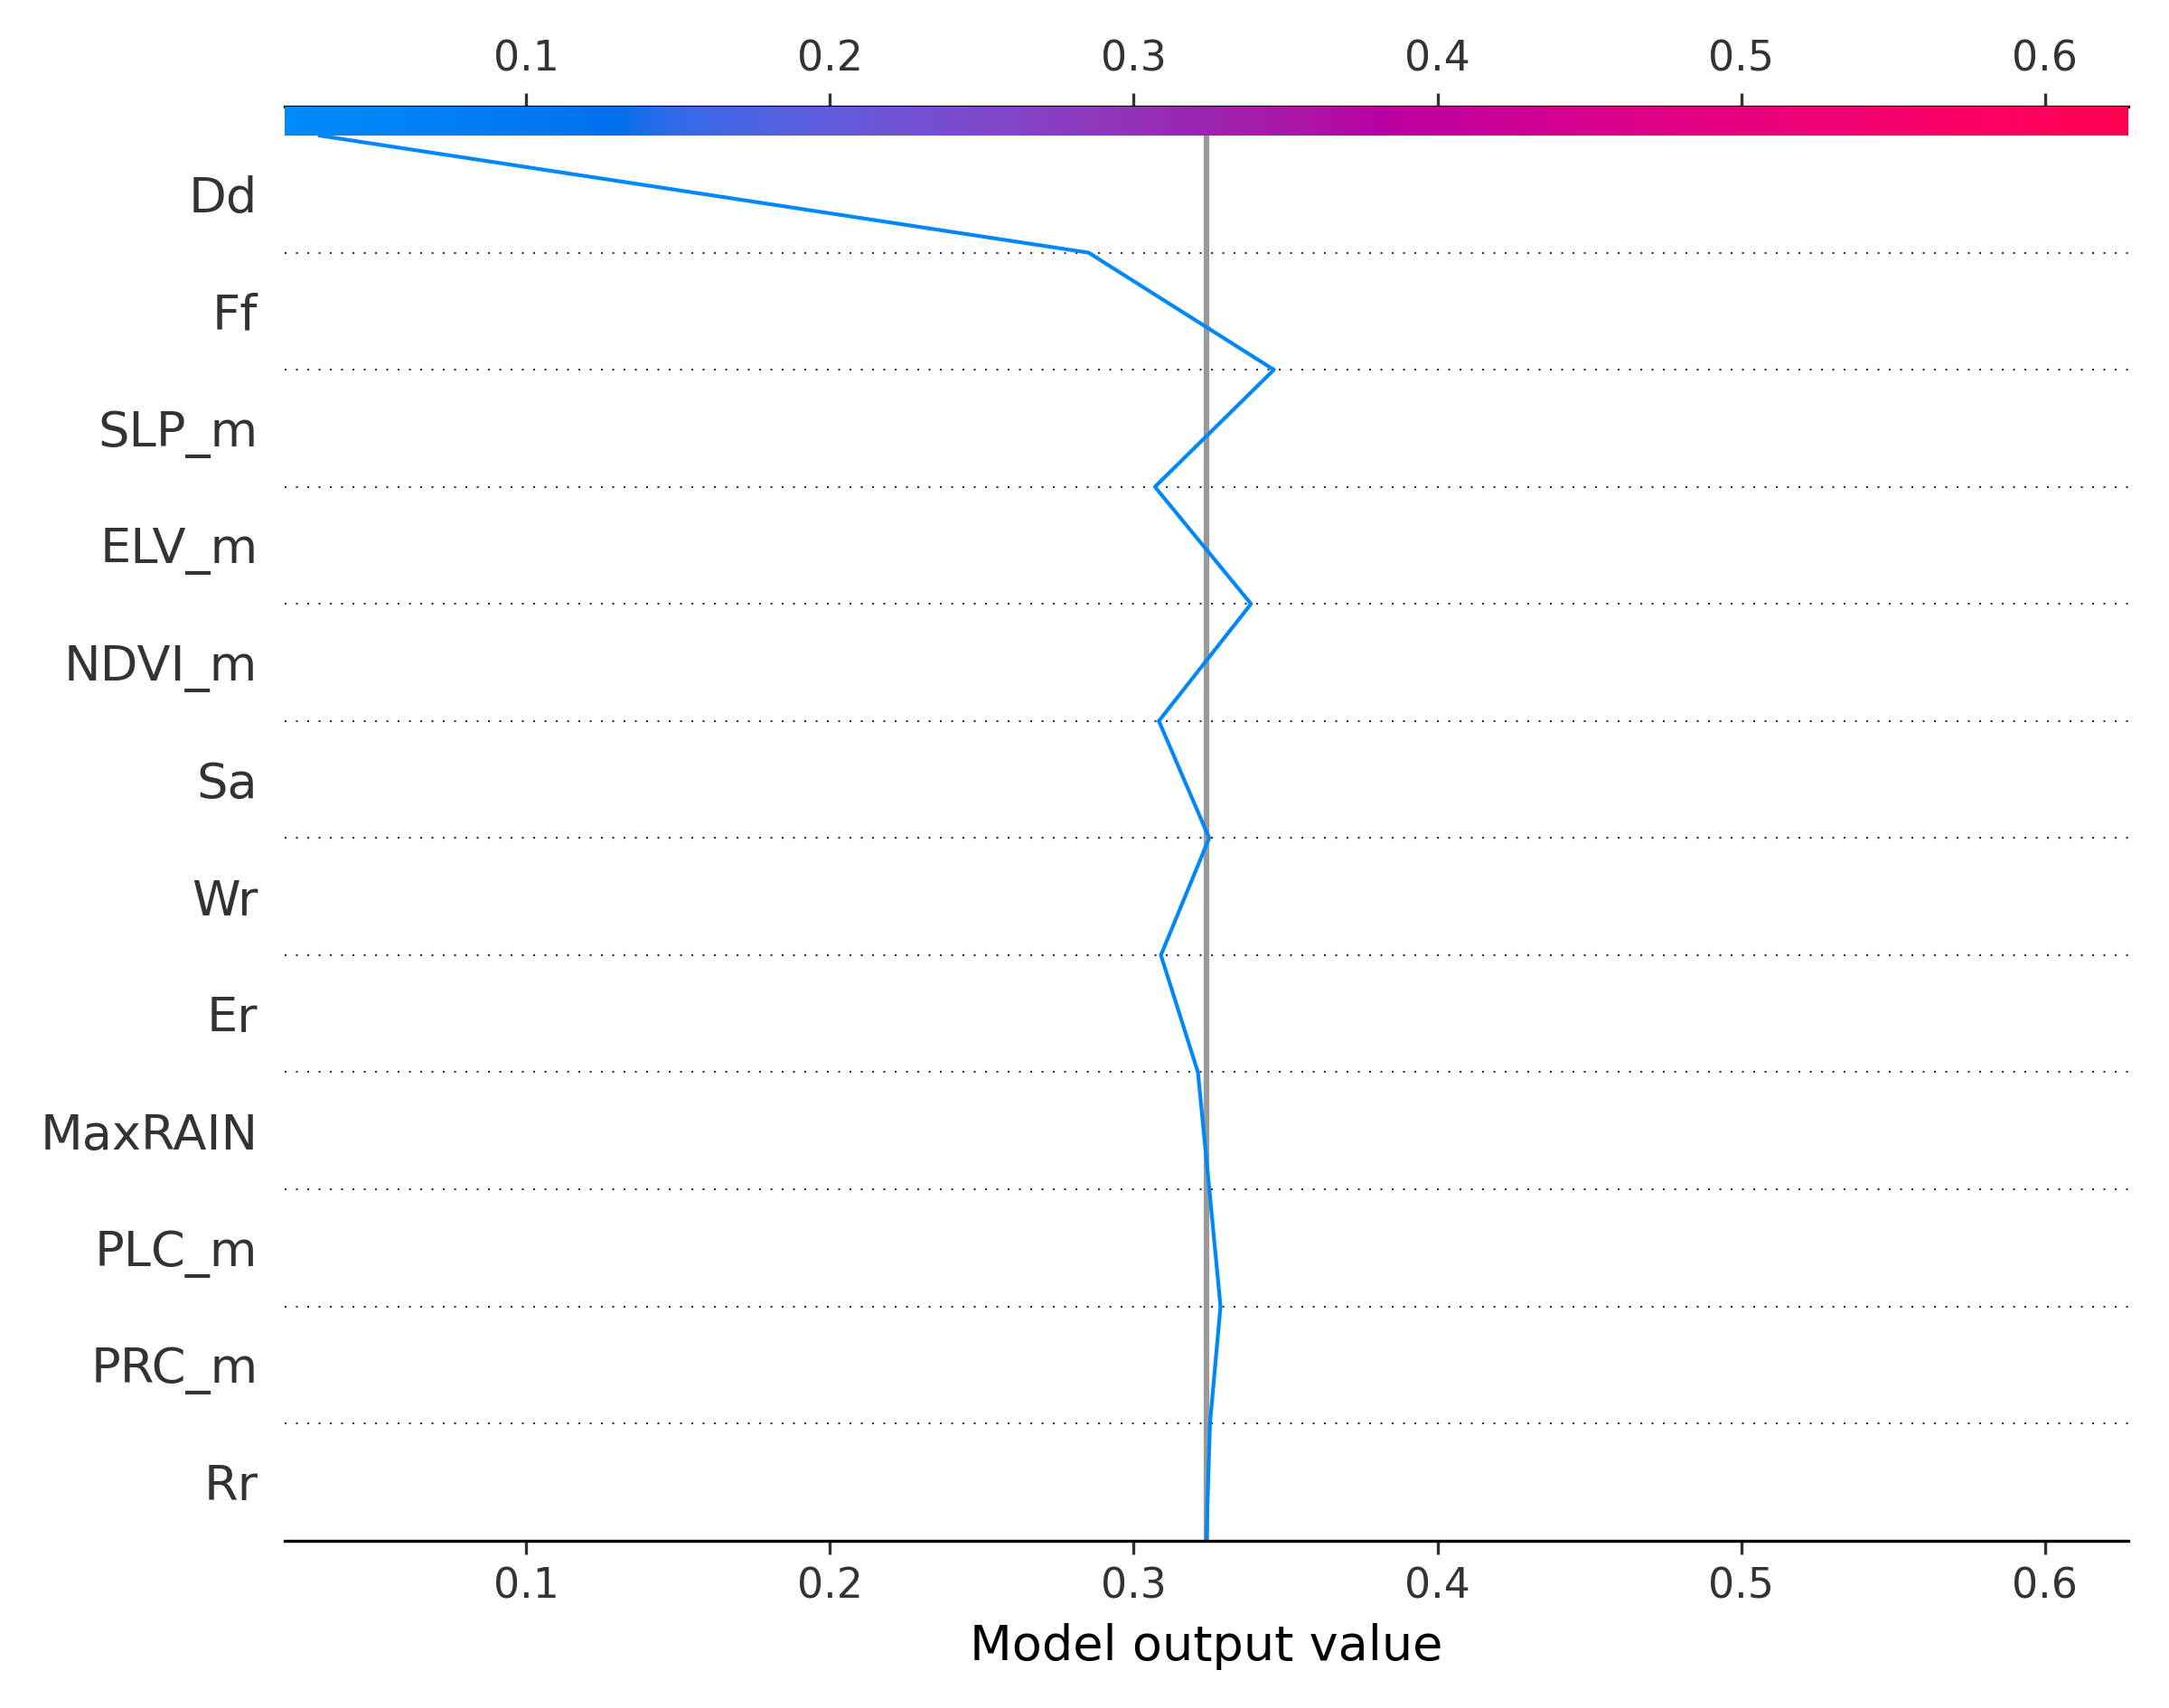 0.1 0.2 0.3 0.4 0.5 0.6
Dd
Ff
SLP_m
ELV_m
NDVI_m
Sa
Wr
Er
MaxRAIN
PLC_m
PRC_m
Rr
0.1 0.2 0.3 0.4 0.5 0.6
Model output value